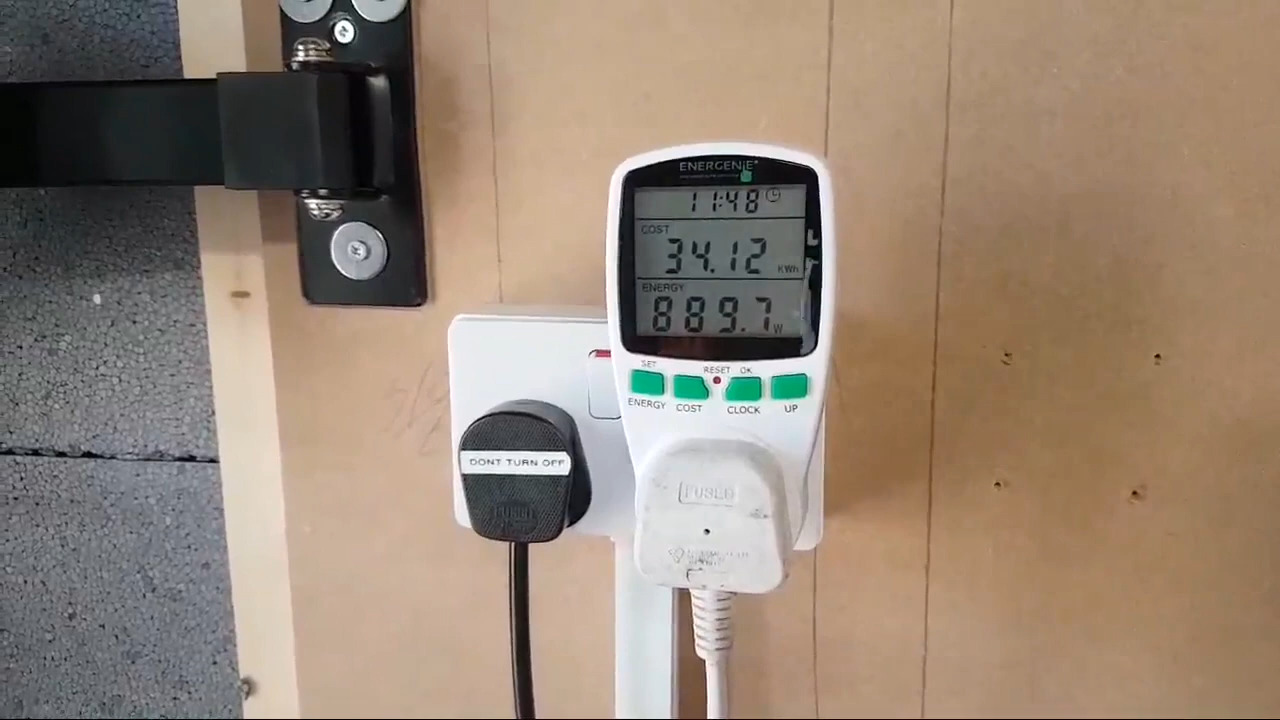 ENERGENIE
11:48
COST
34.12 KWh
ENERGY
889.7 W
SET RESET OK
ENERGY COST CLOCK UP
DONT TURN OFF
FUSED
FUSED